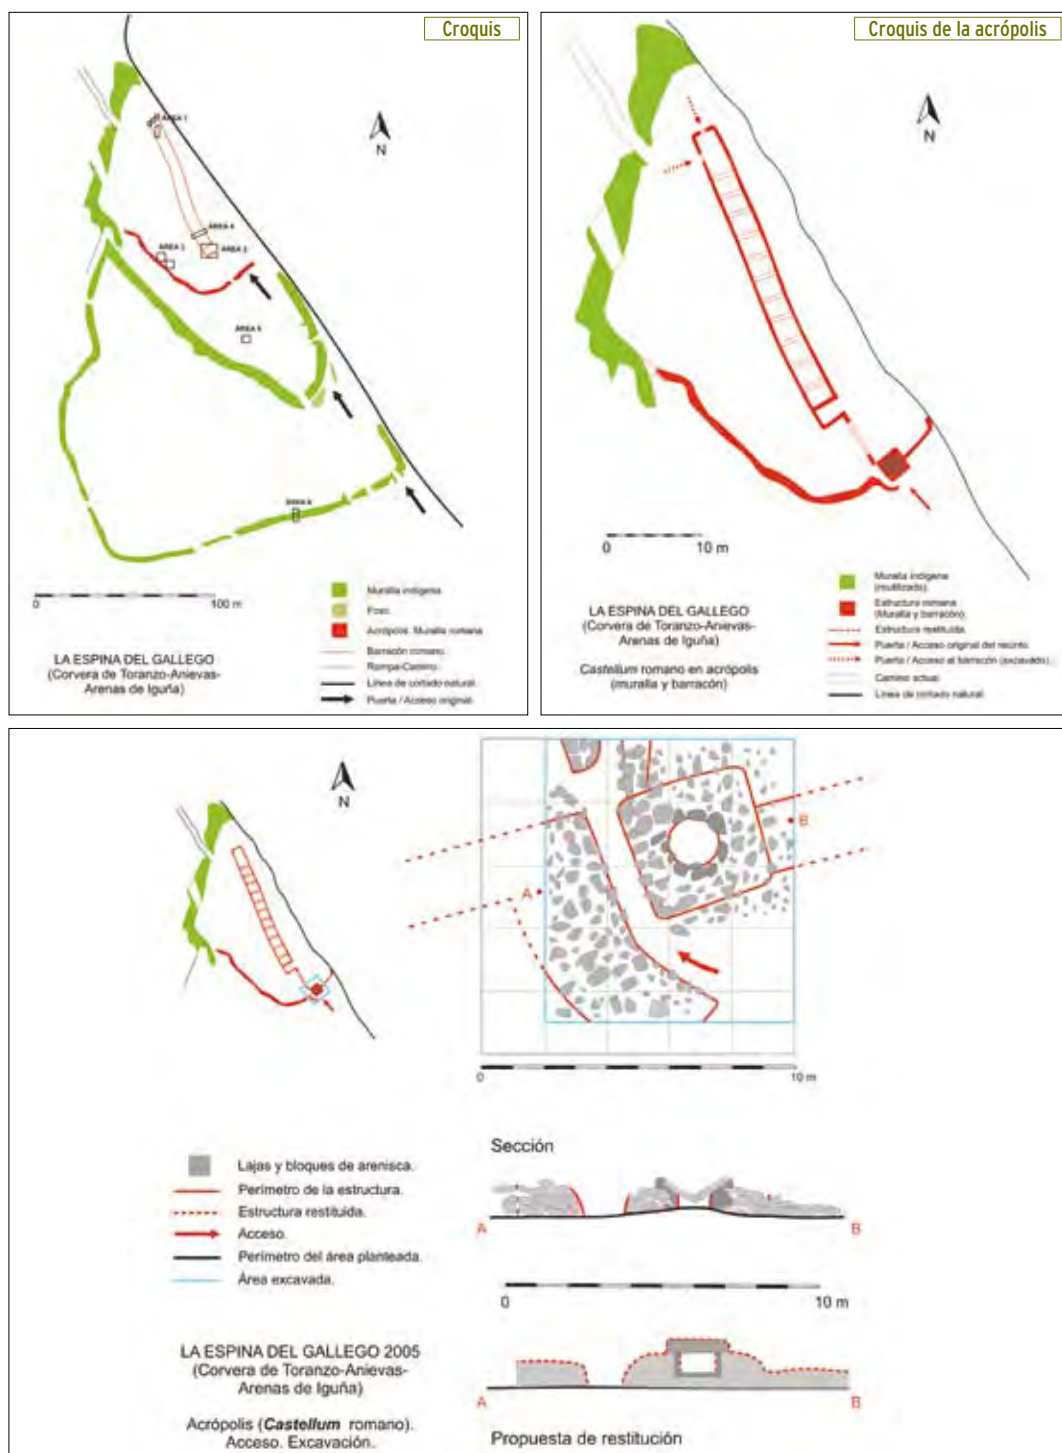 Croquis
N
ÁREA 1
ÁREA 4
ÁREA 3
ÁREA 5
0 100 m
Muralla indígena
Foso
Acrópolis. Muralla romana
Barracón romano.
Rampa-Camino.
Línea de cortado natural.
Puerta / Acceso original.
LA ESPINA DEL GALLEGO
(Corvera de Toranzo-Anievas-
Arenas de Iguña)
Croquis de la acrópolis
N
0 10 m
LA ESPINA DEL GALLEGO
(Corvera de Toranzo-Anievas-
Arenas de Iguña)
Castellum romano en acrópolis
(muralla y barracón)
Muralla indígena
(reutilizada).
Estructura romana
(Muralla y barracón).
Estructura restituida.
Puerta / Acceso original del recinto.
Puerta / Acceso al barracón (excavado).
Camino actual.
Línea de cortado natural.
N
A
B
0 10 m
Lajas y bloques de arenisca.
Perímetro de la estructura.
Estructura restituida.
Acceso.
Perímetro del área planteada.
Área excavada.
LA ESPINA DEL GALLEGO 2005
(Corvera de Toranzo-Anievas-
Arenas de Iguña)
Acrópolis (Castellum romano).
Acceso. Excavación.
Sección
A B
0 10 m
A B
Propuesta de restitución